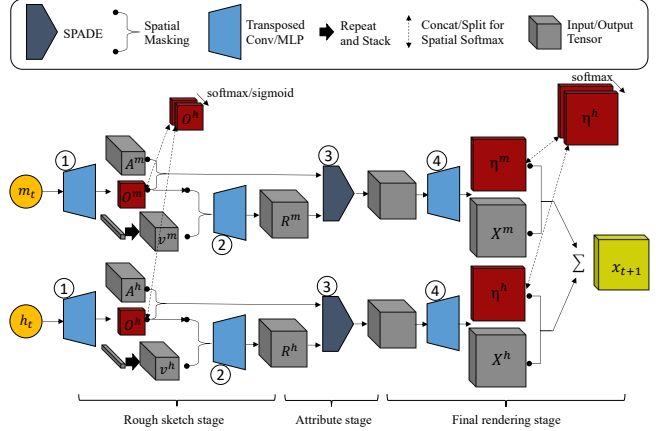 SPADE
Spatial
Masking
Transposed
Conv/MLP
Repeat
and Stack
Concat/Split for
Spatial Softmax
Input/Output
Tensor
softmax/sigmoid
O^h
softmax
η^h
1
A^m
O^m
v^m
m_t
2
R^m
3
4
η^m
X^m
Σ
x_{t+1}
1
A^h
O^h
v^h
h_t
2
R^h
3
4
η^h
X^h
Rough sketch stage
Attribute stage
Final rendering stage